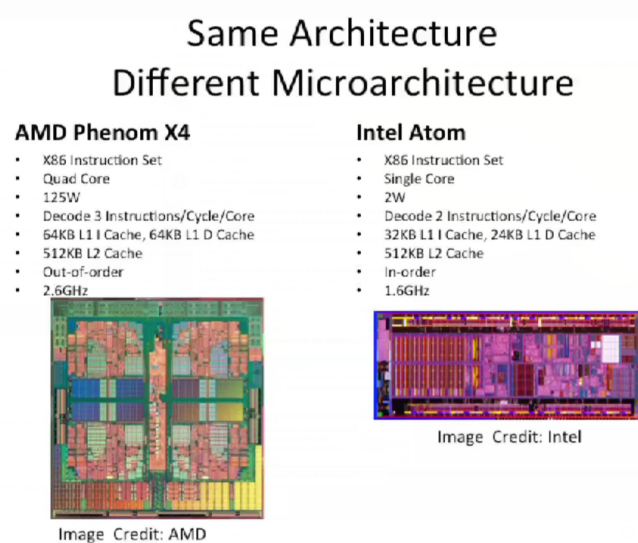 Same Architecture
Different Microarchitecture
AMD Phenom X4
• X86 Instruction Set
• Quad Core
• 125W
• Decode 3 Instructions/Cycle/Core
• 64KB L1 I Cache, 64KB L1 D Cache
• 512KB L2 Cache
• Out-of-order
• 2.6GHz
Image Credit: AMD
Intel Atom
• X86 Instruction Set
• Single Core
• 2W
• Decode 2 Instructions/Cycle/Core
• 32KB L1 I Cache, 24KB L1 D Cache
• 512KB L2 Cache
• In-order
• 1.6GHz
Image Credit: Intel